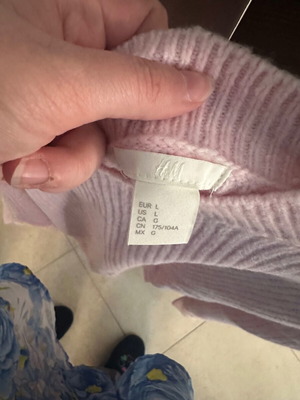 H&M
EUR L
US L
CA G
CN 175/104A
MX G